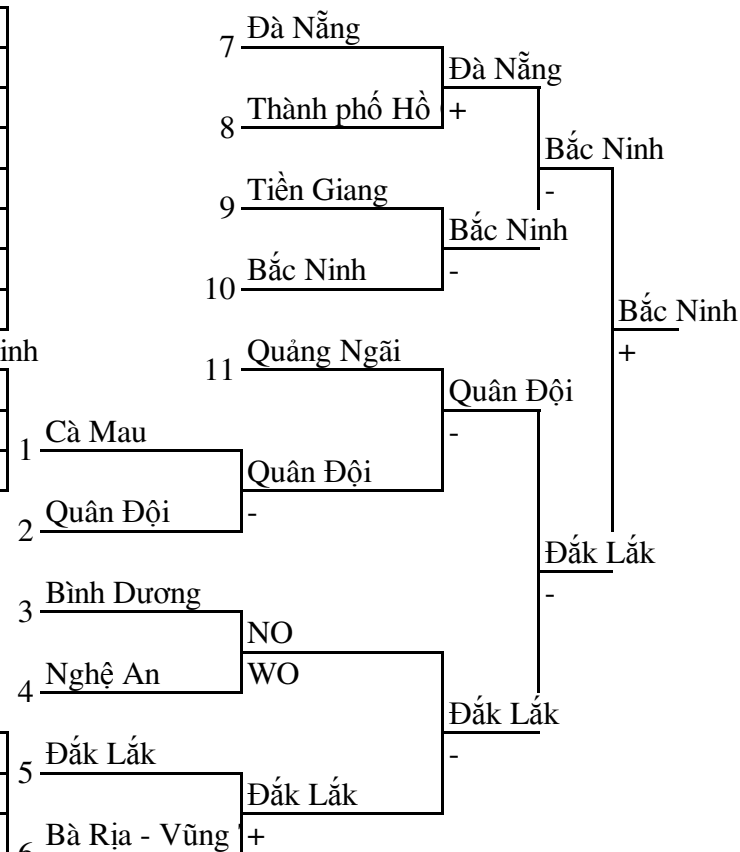 7 Đà Nẵng
Đà Nẵng
8 Thành phố Hồ
+
Bắc Ninh
-
9 Tiền Giang
Bắc Ninh
10 Bắc Ninh
-
Bắc Ninh
+
inh
11 Quảng Ngãi
Quân Đội
-
1 Cà Mau
Quân Đội
2 Quân Đội
-
Đắk Lắk
-
3 Bình Dương
NO
4 Nghệ An
WO
Đắk Lắk
-
5 Đắk Lắk
Đắk Lắk
6 Bà Rịa - Vũng
+